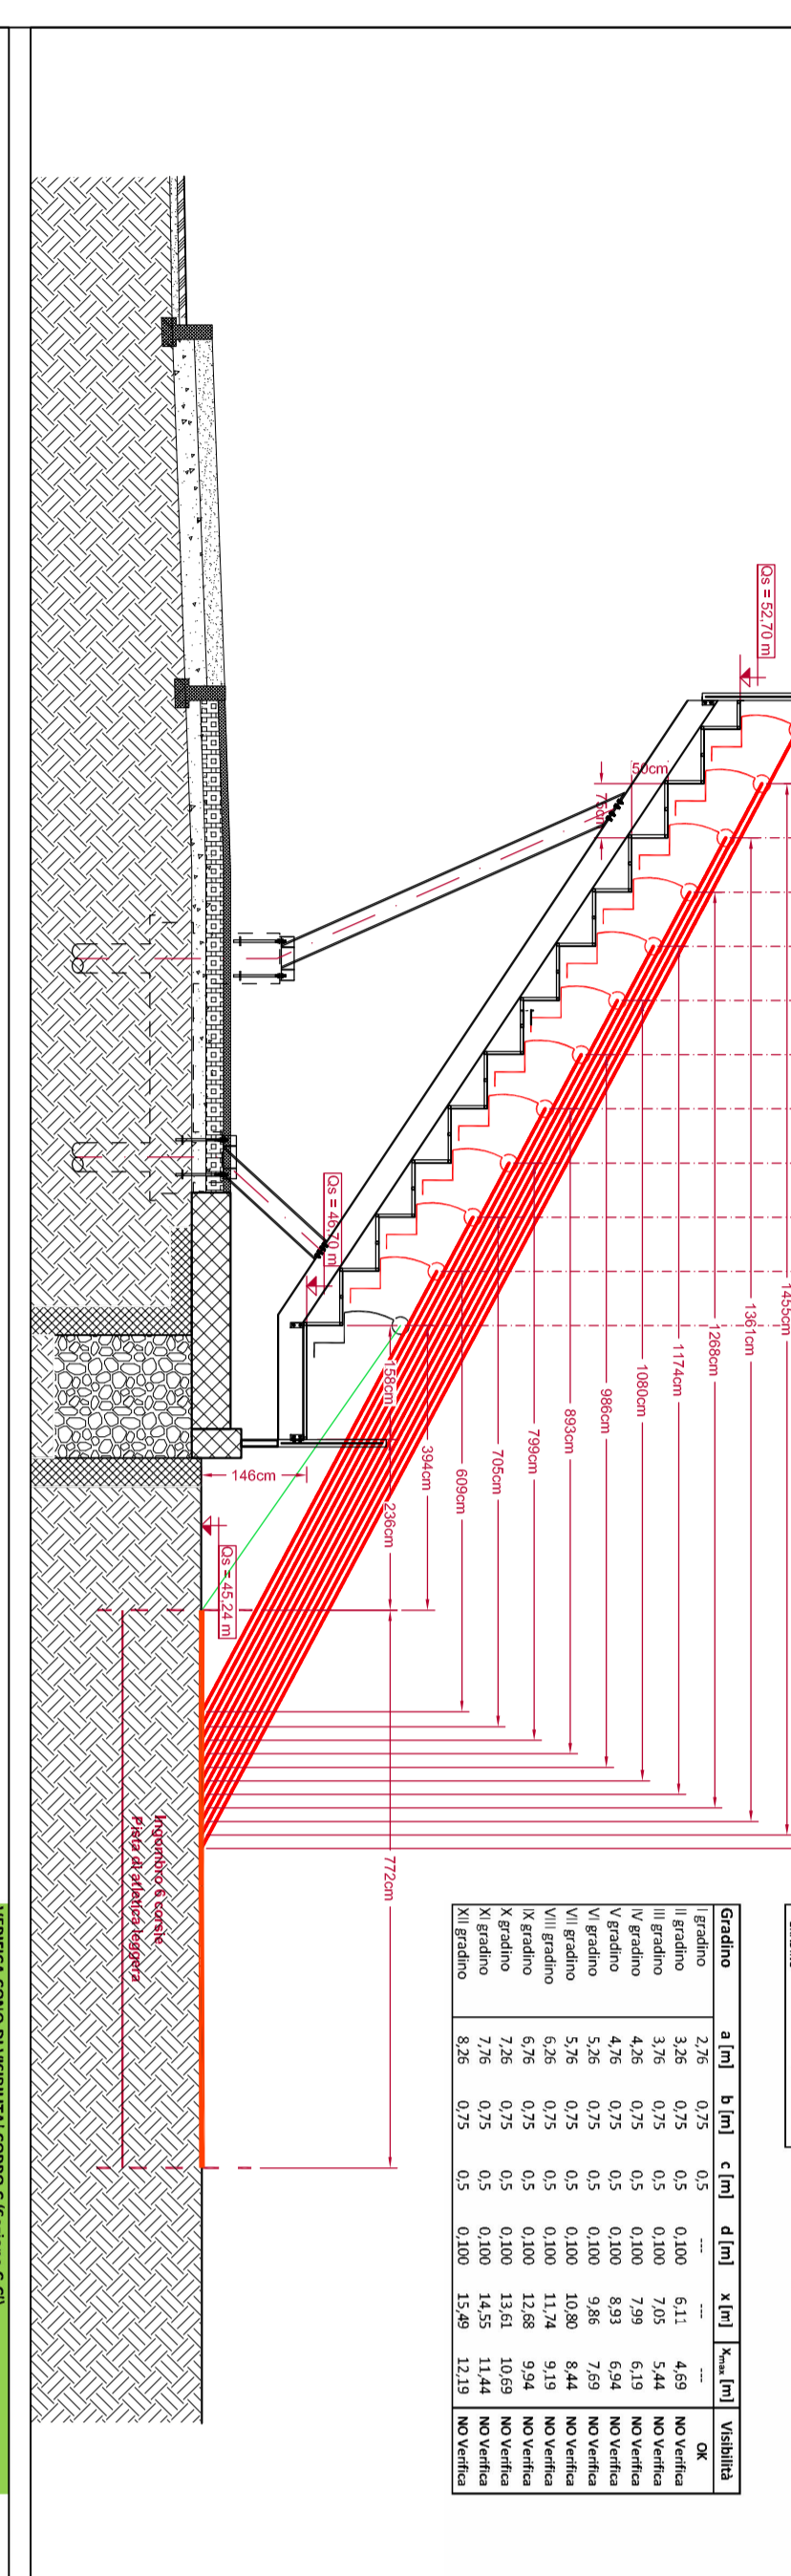 Qs = 52,70 m
50cm
75cm
Qs = 46,70 m
1455cm
1361cm
1268cm
1174cm
1080cm
986cm
893cm
799cm
705cm
609cm
394cm
158cm
236cm
146cm
Qs = 45,24 m
772cm
Ingombro 6 corsie
Pista di atletica leggera
Gradino a [m] b [m] c [m] d [m] x [m] xmax [m] Visibilità
I gradino 2,76 0,75 0,5 --- --- --- OK
II gradino 3,26 0,75 0,5 0,100 6,11 4,69 NO Verifica
III gradino 3,76 0,75 0,5 0,100 7,05 5,44 NO Verifica
IV gradino 4,26 0,75 0,5 0,100 7,99 6,19 NO Verifica
V gradino 4,76 0,75 0,5 0,100 8,93 6,94 NO Verifica
VI gradino 5,26 0,75 0,5 0,100 9,86 7,69 NO Verifica
VII gradino 5,76 0,75 0,5 0,100 10,80 8,44 NO Verifica
VIII gradino 6,26 0,75 0,5 0,100 11,74 9,19 NO Verifica
IX gradino 6,76 0,75 0,5 0,100 12,68 9,94 NO Verifica
X gradino 7,26 0,75 0,5 0,100 13,61 10,69 NO Verifica
XI gradino 7,76 0,75 0,5 0,100 14,55 11,44 NO Verifica
XII gradino 8,26 0,75 0,5 0,100 15,49 12,19 NO Verifica